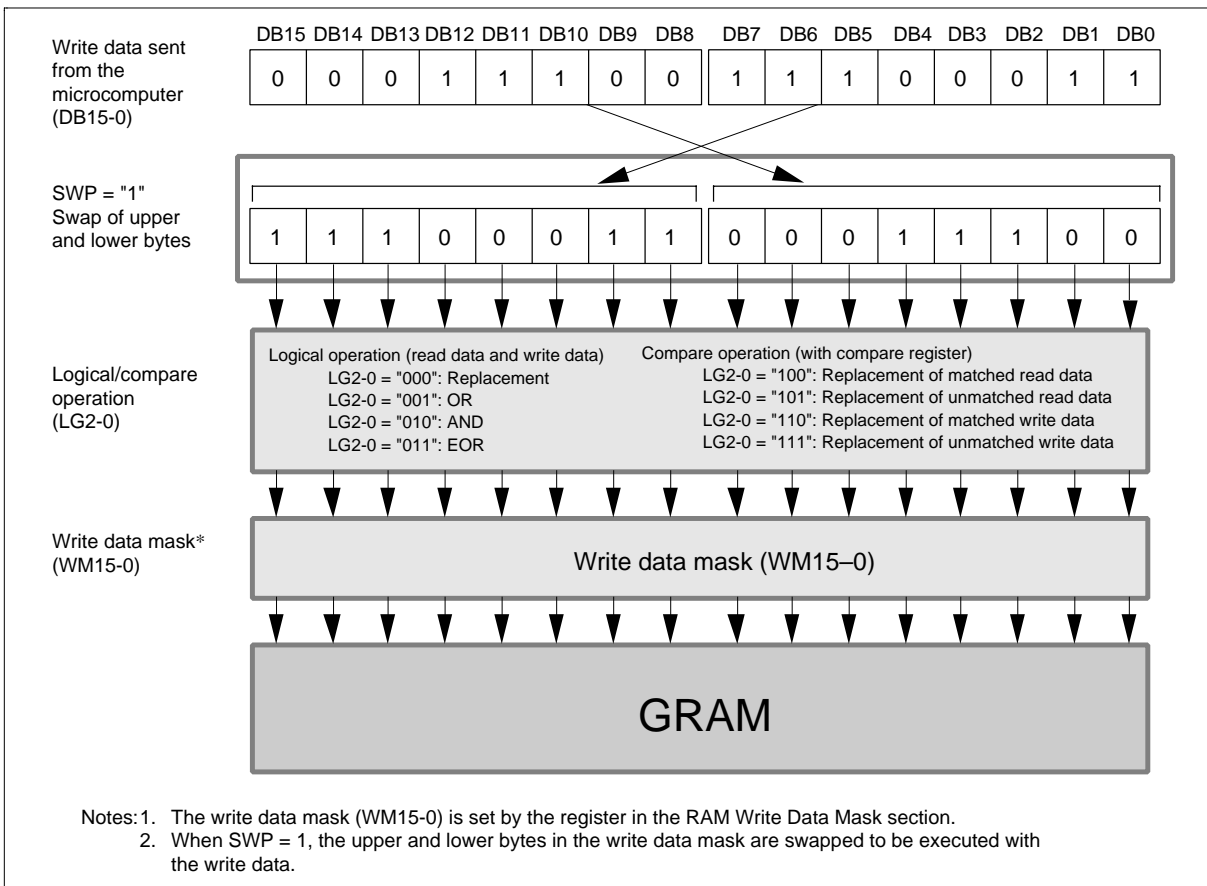 DB15 DB14 DB13 DB12 DB11 DB10 DB9 DB8 DB7 DB6 DB5 DB4 DB3 DB2 DB1 DB0
Write data sent
from the
microcomputer
(DB15-0)
0 0 0 1 1 1 0 0 1 1 1 0 0 0 1 1
SWP = "1"
Swap of upper
and lower bytes
1 1 1 0 0 0 1 1 0 0 0 1 1 1 0 0
Logical/compare
operation
(LG2-0)
Logical operation (read data and write data)
LG2-0 = "000": Replacement
LG2-0 = "001": OR
LG2-0 = "010": AND
LG2-0 = "011": EOR
Compare operation (with compare register)
LG2-0 = "100": Replacement of matched read data
LG2-0 = "101": Replacement of unmatched read data
LG2-0 = "110": Replacement of matched write data
LG2-0 = "111": Replacement of unmatched write data
Write data mask*
(WM15-0)
Write data mask (WM15–0)
GRAM
Notes: 1. The write data mask (WM15-0) is set by the register in the RAM Write Data Mask section.
2. When SWP = 1, the upper and lower bytes in the write data mask are swapped to be executed with
the write data.